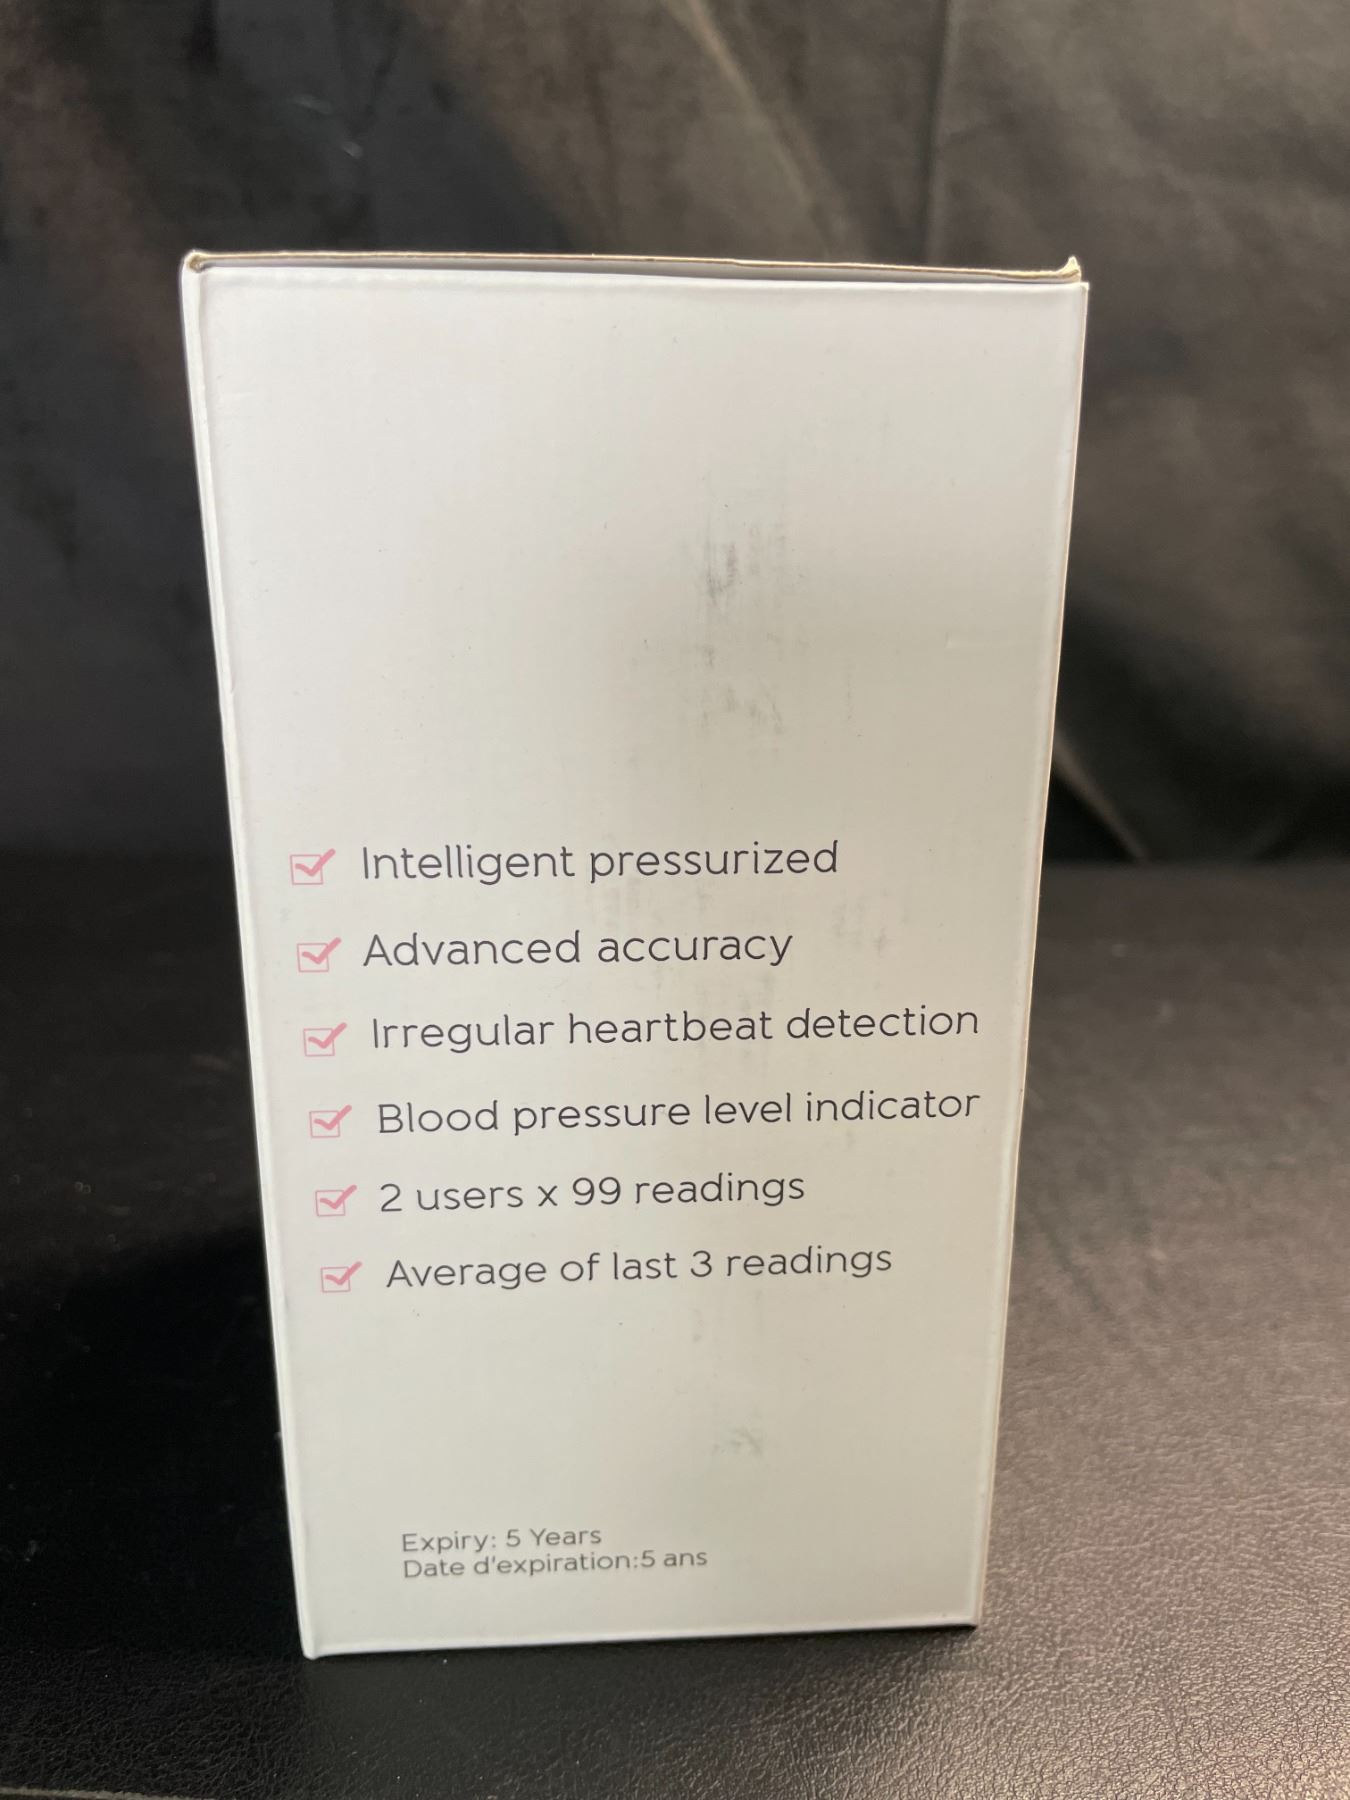 Intelligent pressurized
Advanced accuracy
Irregular heartbeat detection
Blood pressure level indicator
2 users x 99 readings
Average of last 3 readings
Expiry: 5 Years
Date d'expiration:5 ans